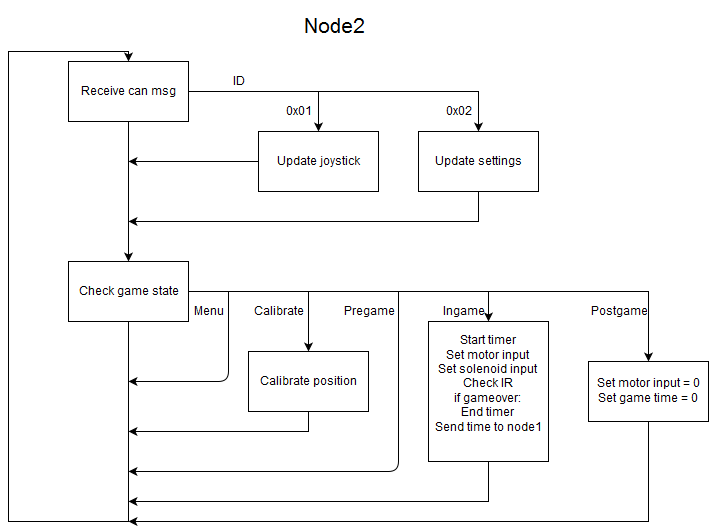 Node2
Receive can msg
ID
0x01
0x02
Update joystick
Update settings
Check game state
Menu
Calibrate
Pregame
Ingame
Postgame
Start timer
Set motor input
Set solenoid input
Check IR
if gameover:
End timer
Send time to node1
Calibrate position
Set motor input = 0
Set game time = 0